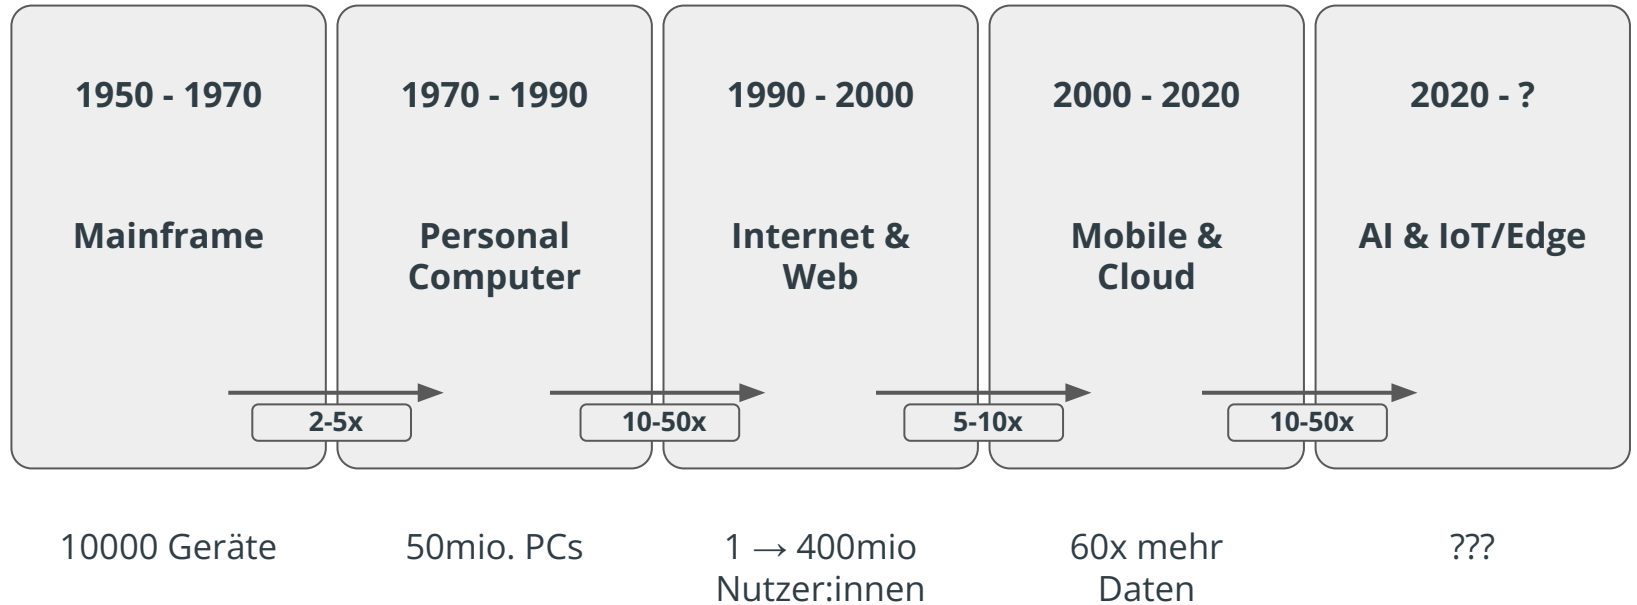 1950 - 1970
Mainframe
1970 - 1990
Personal
Computer
1990 - 2000
Internet &
Web
2000 - 2020
Mobile &
Cloud
2020 - ?
AI & IoT/Edge
2-5x
10-50x
5-10x
10-50x
10000 Geräte
50mio. PCs
1 → 400mio
Nutzer:innen
60x mehr
Daten
???